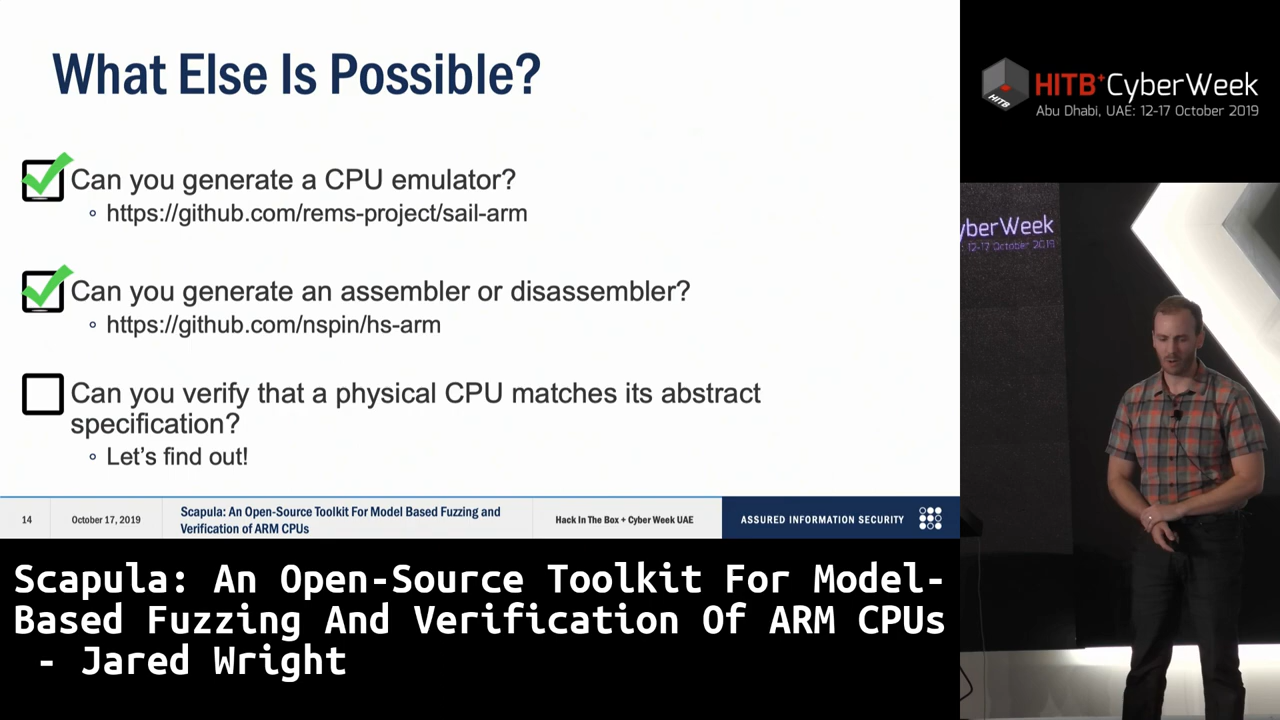 What Else Is Possible?
Can you generate a CPU emulator?
◦ https://github.com/rems-project/sail-arm
Can you generate an assembler or disassembler?
◦ https://github.com/nspin/hs-arm
Can you verify that a physical CPU matches its abstract
specification?
◦ Let's find out!
14
October 17, 2019
Scapula: An Open-Source Toolkit For Model Based Fuzzing and
Verification of ARM CPUs
Hack In The Box + Cyber Week UAE
ASSURED INFORMATION SECURITY
Scapula: An Open-Source Toolkit For Model-
Based Fuzzing And Verification Of ARM CPUs
- Jared Wright
HITB
HITB+CyberWeek
Abu Dhabi, UAE: 12-17 October 2019
yberWeek
: 12-17 October 2019